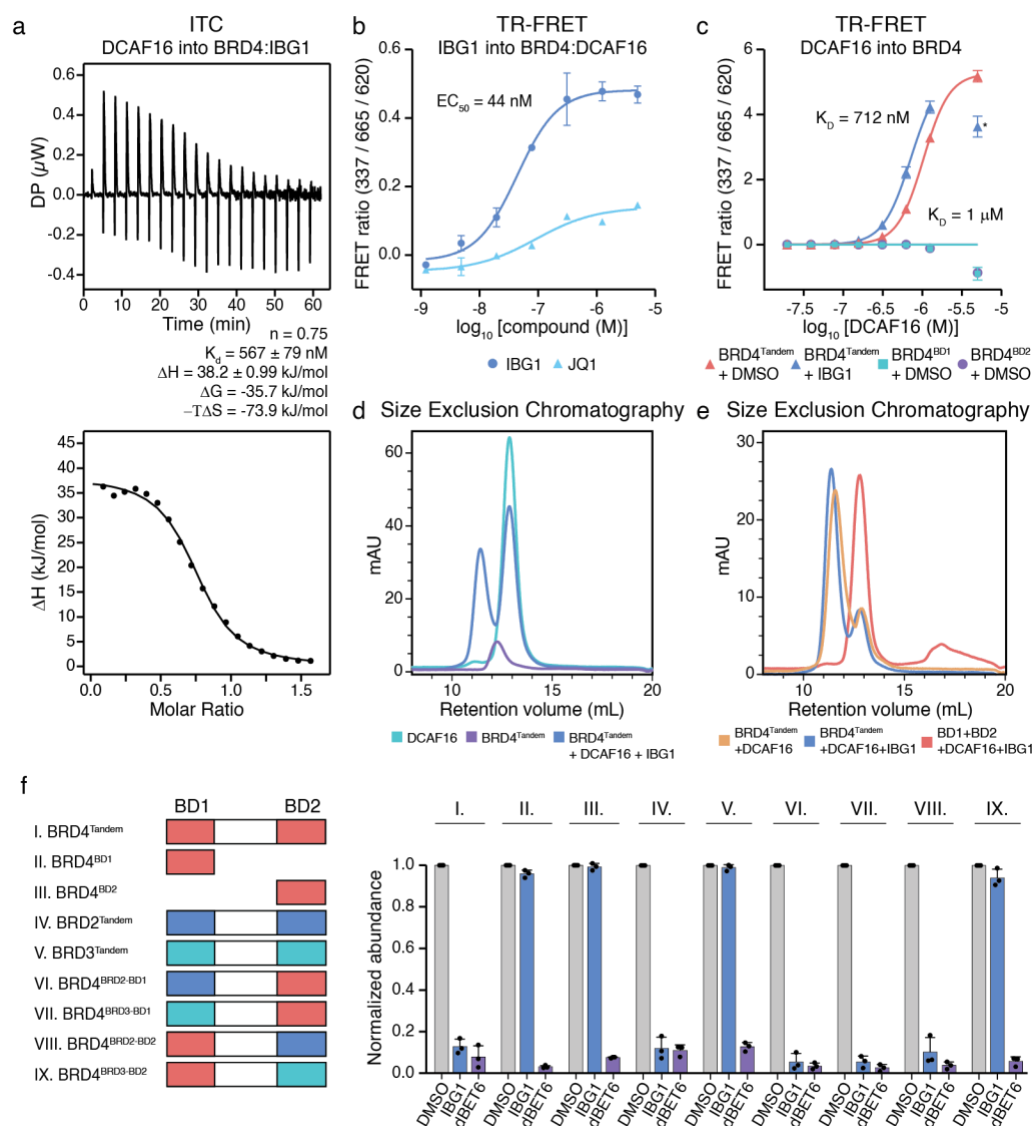 a
ITC
DCAF16 into BRD4:IBG1
DP (µW)
0.6
0.4
0.2
0.0
-0.2
-0.4
0 10 20 30 40 50 60
Time (min)
n = 0.75
Kd = 567 ± 79 nM
ΔH = 38.2 ± 0.99 kJ/mol
ΔG = -35.7 kJ/mol
–TΔS = -73.9 kJ/mol
ΔH (kJ/mol)
45
40
35
30
25
20
15
10
5
0
0.0 0.5 1.0 1.5
Molar Ratio
b
TR-FRET
IBG1 into BRD4:DCAF16
FRET ratio (337 / 665 / 620)
0.6
0.4
0.2
0.0
EC50 = 44 nM
-9 -8 -7 -6 -5
log10 [compound (M)]
IBG1 JQ1
c
TR-FRET
DCAF16 into BRD4
FRET ratio (337 / 665 / 620)
6
4
2
0
KD = 712 nM
*
KD = 1 µM
-7.5 -7 -6.5 -6 -5.5 -5
log10 [DCAF16 (M)]
BRD4Tandem + DMSO
BRD4Tandem + IBG1
BRD4BD1 + DMSO
BRD4BD2 + DMSO
d
Size Exclusion Chromatography
mAU
60
40
20
0
10 15 20
Retention volume (mL)
DCAF16 BRD4Tandem BRD4Tandem
+ DCAF16 + IBG1
e
Size Exclusion Chromatography
mAU
30
20
10
0
10 15 20
Retention volume (mL)
BRD4Tandem BRD4Tandem BD1+BD2
+DCAF16 +DCAF16+IBG1 +DCAF16+IBG1
f
BD1 BD2
I. BRD4Tandem
II. BRD4BD1
III. BRD4BD2
IV. BRD2Tandem
V. BRD3Tandem
VI. BRD4BRD2-BD1
VII. BRD4BRD3-BD1
VIII. BRD4BRD2-BD2
IX. BRD4BRD3-BD2
I. II. III. IV. V. VI. VII. VIII. IX.
Normalized abundance
1.0
0.8
0.6
0.4
0.2
0.0
DMSO IBG1 dBET6 DMSO IBG1 dBET6 DMSO IBG1 dBET6 DMSO IBG1 dBET6 DMSO IBG1 dBET6 DMSO IBG1 dBET6 DMSO IBG1 dBET6 DMSO IBG1 dBET6 DMSO IBG1 dBET6